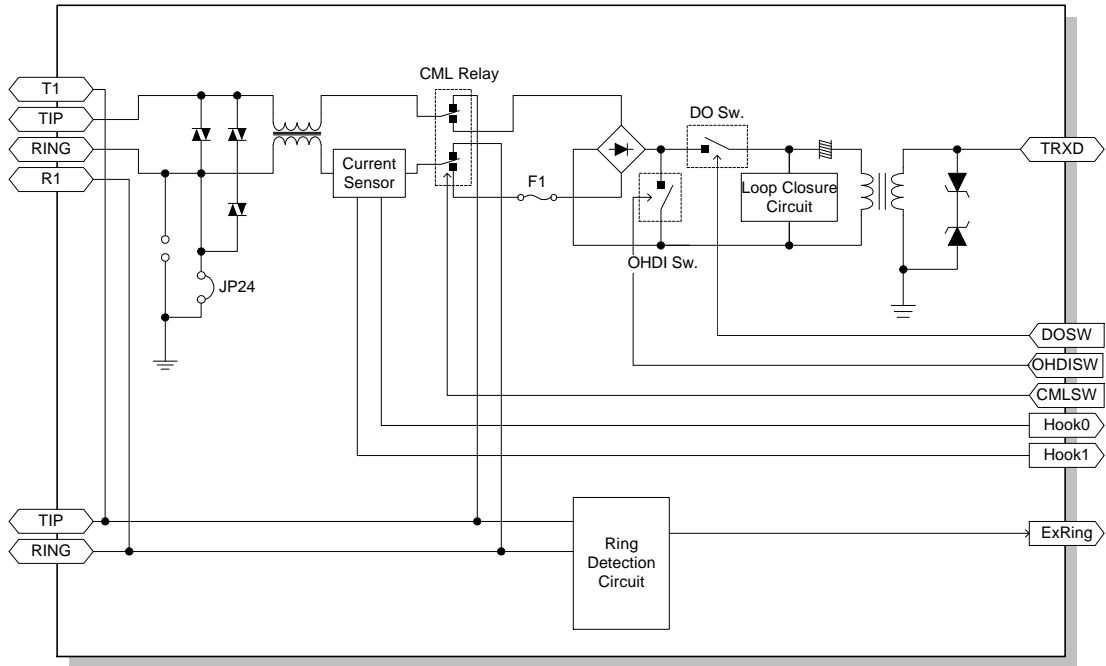 CML Relay
T1
TIP
RING
R1
DO Sw.
TRXD
Current
Sensor
F1
Loop Closure
Circuit
OHDI Sw.
JP24
DOSW
OHDISW
CMLSW
Hook0
Hook1
TIP
RING
Ring
Detection
Circuit
ExRing